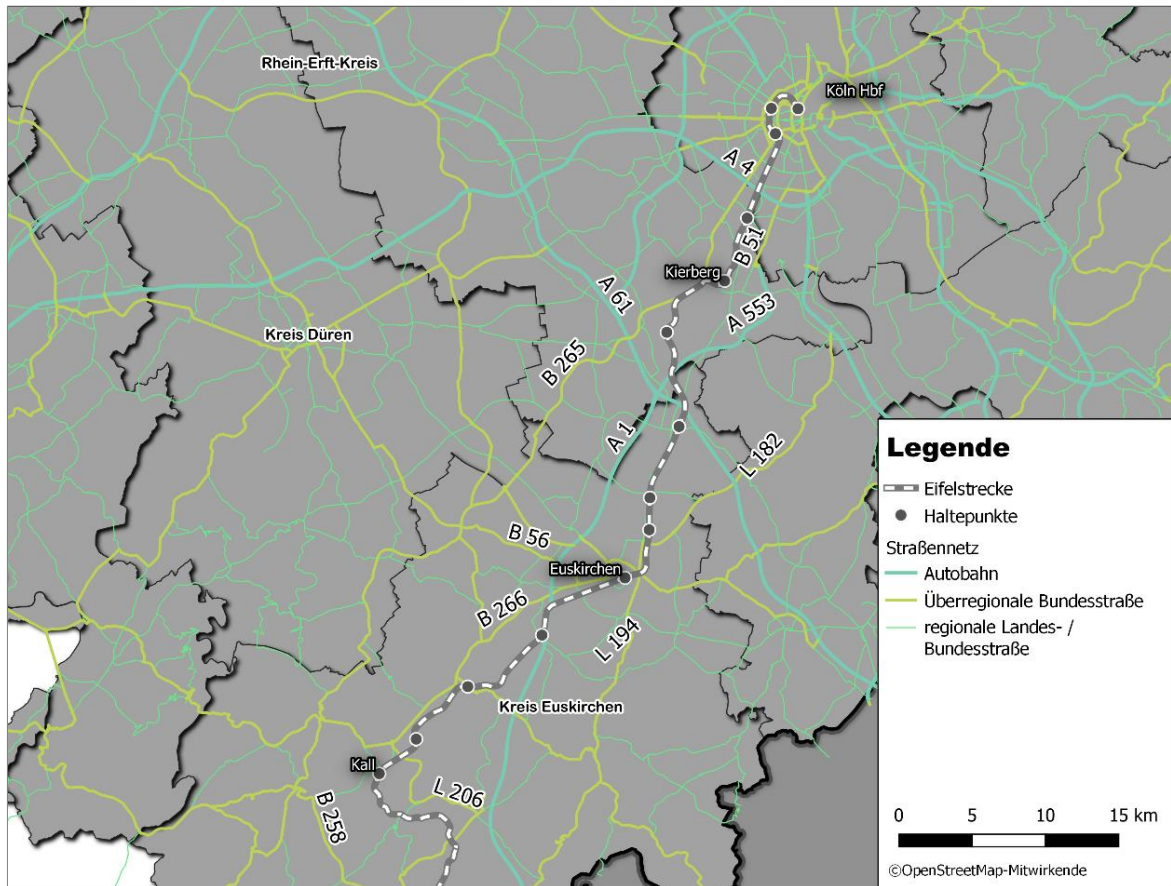 Rhein-Erft-Kreis
Köln Hbf
A 4
B 51
Kierberg
A 61
A 553
Kreis Düren
B 265
A 1
L 182
B 56
Euskirchen
B 266
L 194
Kreis Euskirchen
Kall
L 206
B 258
Legende
Eifelstrecke
Haltepunkte
Straßennetz
Autobahn
Überregionale Bundesstraße
regionale Landes- /
Bundesstraße
0 5 10 15 km
©OpenStreetMap-Mitwirkende